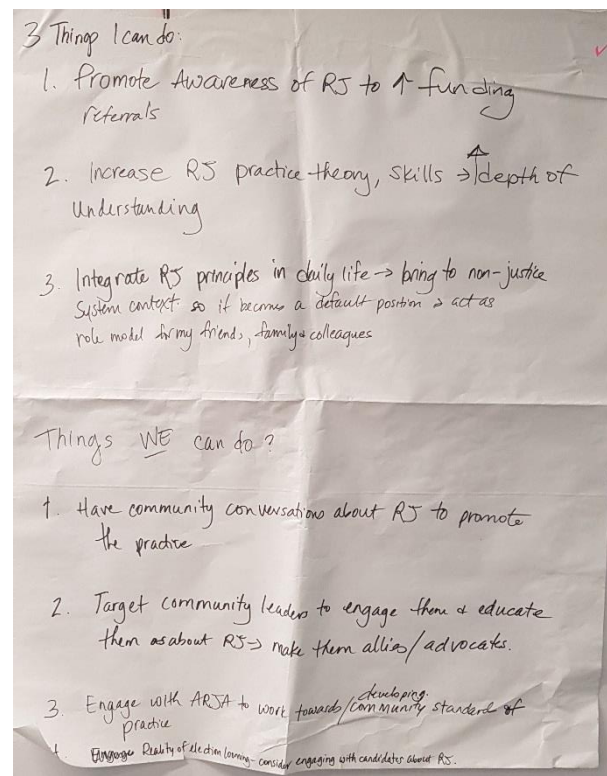 3 Things I can do:
1. Promote Awareness of RJ to ↑ funding
referrals
2. Increase RJ practice theory, skills → ↑ depth of
Understanding
3. Integrate RJ principles in daily life → bring to non-justice
System context so it becomes a default position → act as
role model for my friends, family & colleagues
Things WE can do?
1. Have community conversations about RJ to promote
the practice
2. Target community leaders to engage them & educate
them as about RJ → make them allies/advocates.
3. Engage with ARJA to work towards/developing community standard of
practice
4. Reality of election looming - consider engaging with candidates about RJ.